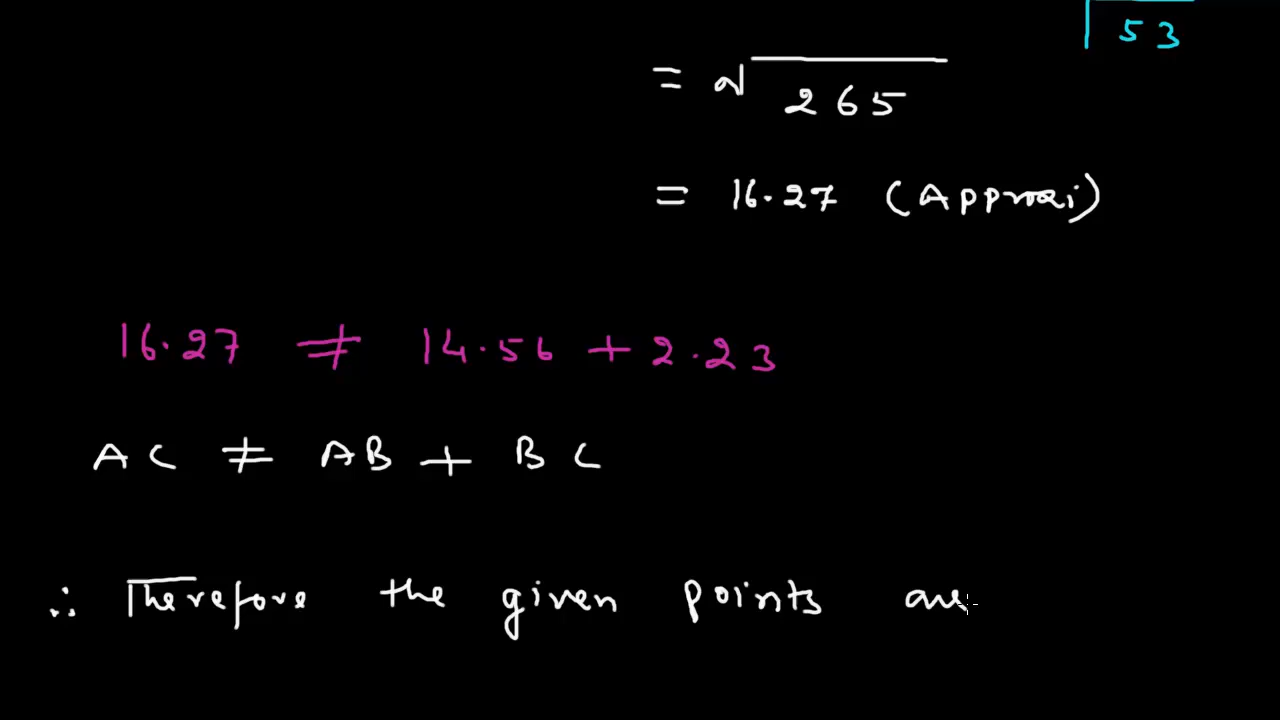 53
= √265
= 16.27 (Approxi)
16.27 ≠ 14.56 + 2.23
AC ≠ AB + BC
∴ Therefore the given points are